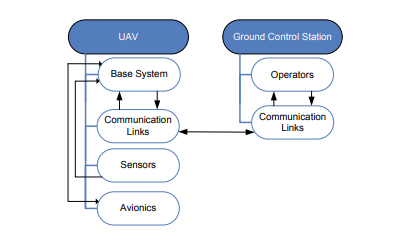 UAV
Base System
Communication
Links
Sensors
Avionics
Ground Control Station
Operators
Communication
Links